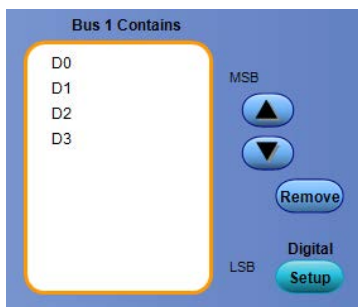 Bus 1 Contains
D0
D1
D2
D3
MSB
Remove
Digital
LSB
Setup